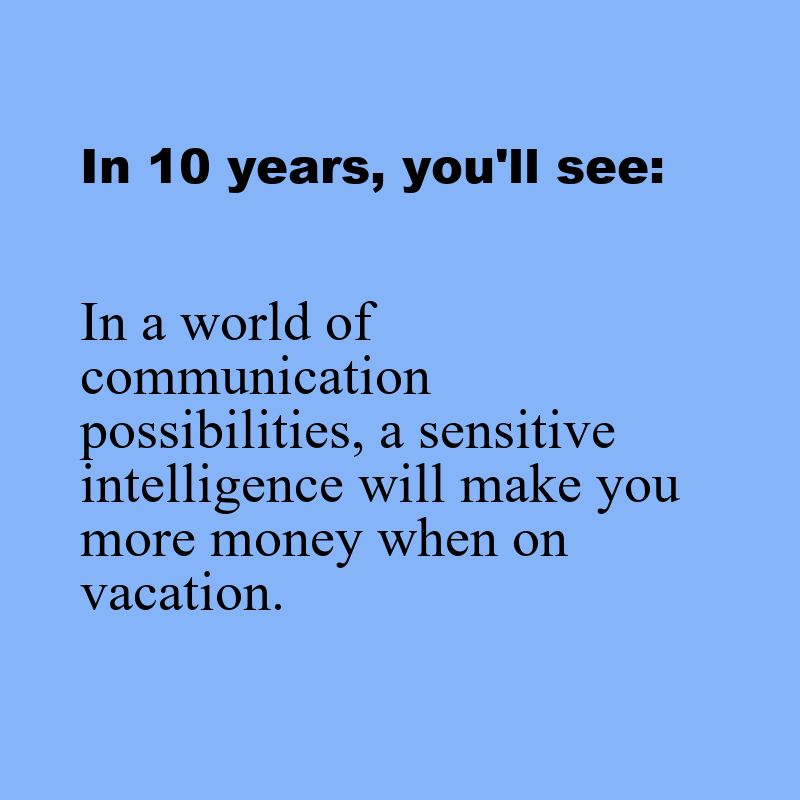 In 10 years, you'll see:
In a world of
communication
possibilities, a sensitive
intelligence will make you
more money when on
vacation.